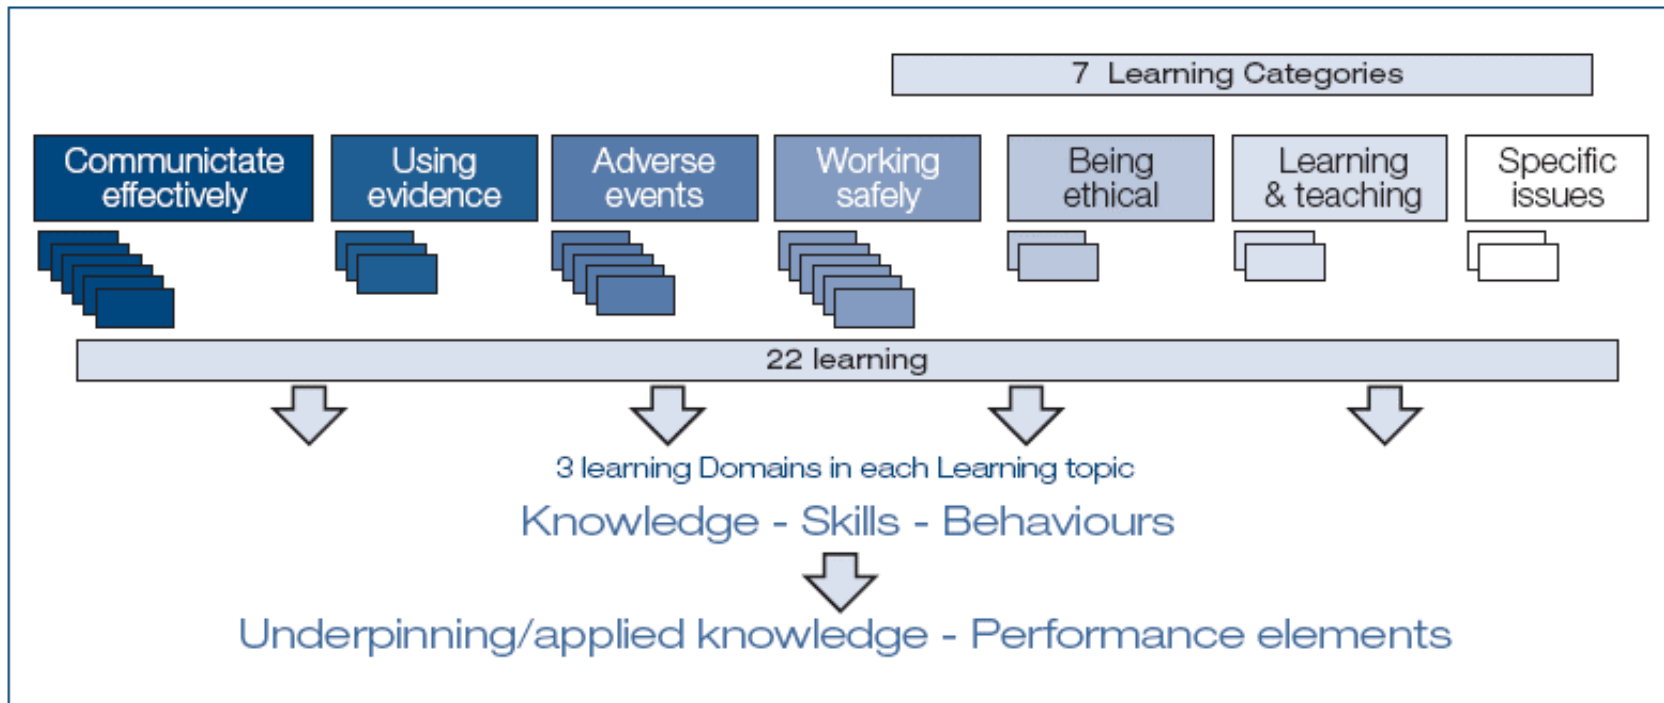 7 Learning Categories
Communictate
effectively
Using
evidence
Adverse
events
Working
safely
Being
ethical
Learning
& teaching
Specific
issues
22 learning
3 learning Domains in each Learning topic
Knowledge - Skills - Behaviours
Underpinning/applied knowledge - Performance elements